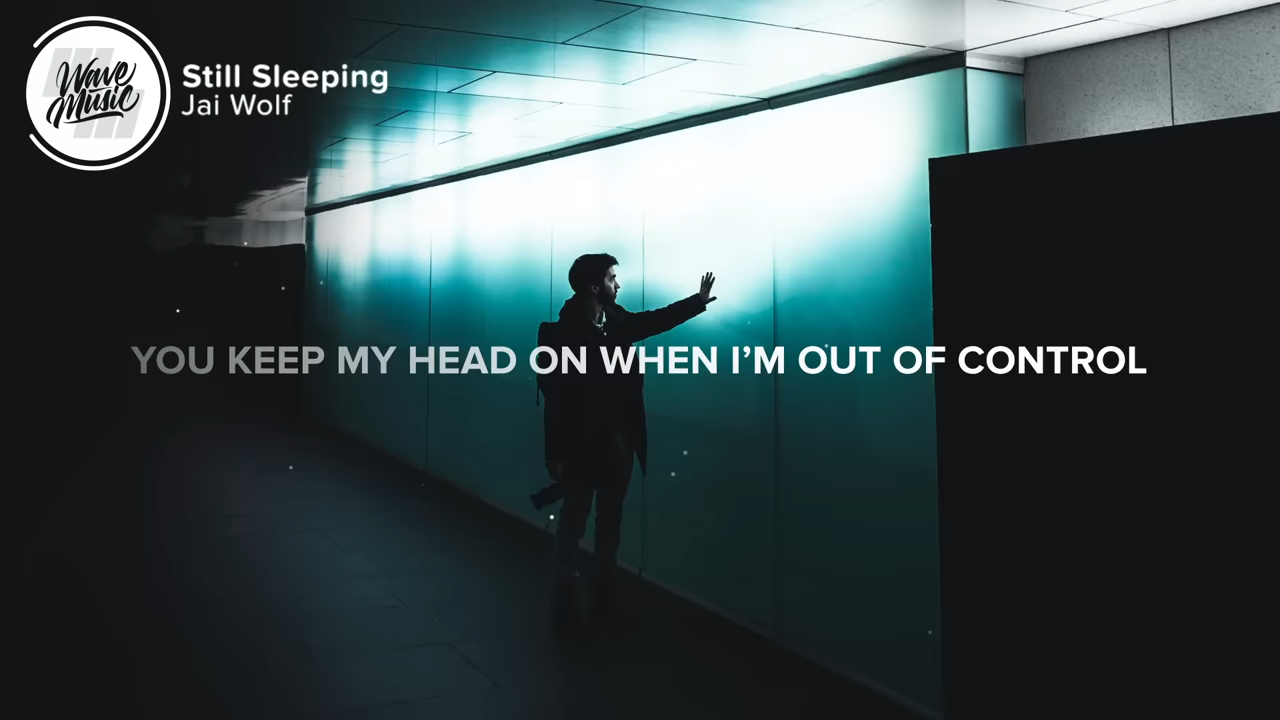 Wave
Music
Still Sleeping
Jai Wolf
YOU KEEP MY HEAD ON WHEN I’M OUT OF CONTROL